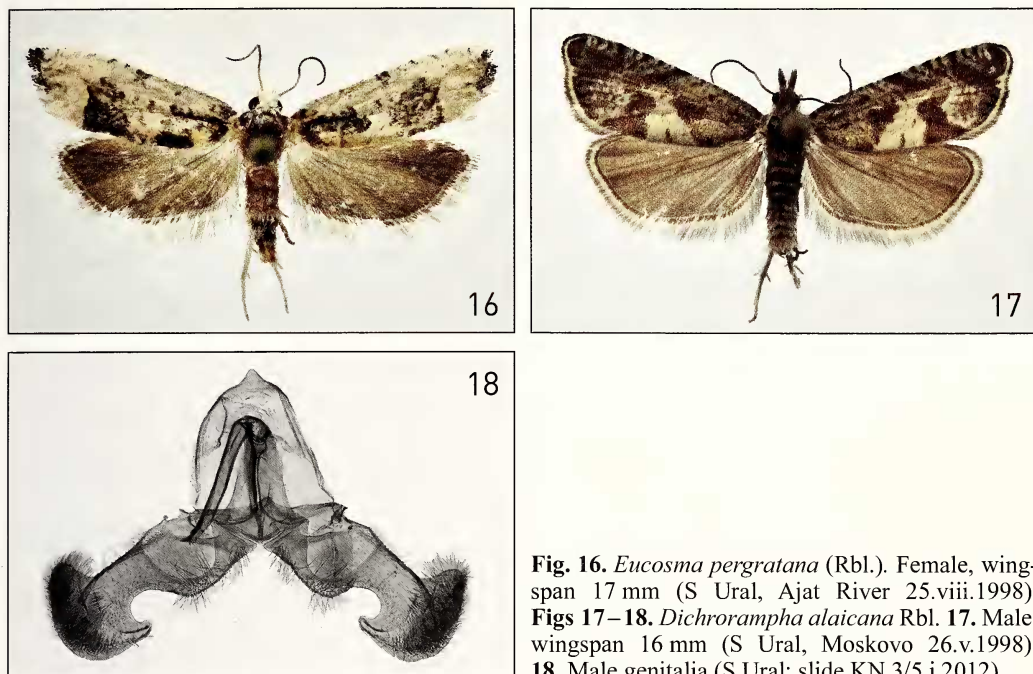 16
17
18
Fig. 16. Eucosma pergratana (Rbl.). Female, wing-
span 17 mm (S Ural, Ajat River 25.viii.1998)
Figs 17–18. Dichrorampha alaicana Rbl. 17. Male
wingspan 16 mm (S Ural, Moskovo 26.v.1998)
18. Male genitalia (S Ural; slide KN 3/5.i.2012)